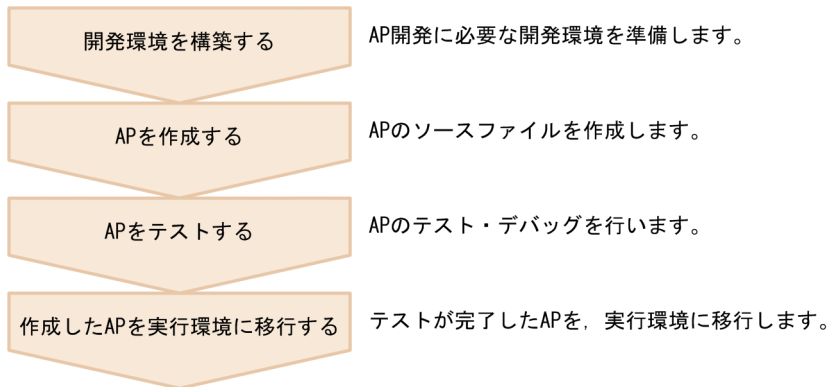 開発環境を構築する
AP開発に必要な開発環境を準備します。
APを作成する
APのソースファイルを作成します。
APをテストする
APのテスト・デバッグを行います。
作成したAPを実行環境に移行する
テストが完了したAPを，実行環境に移行します。